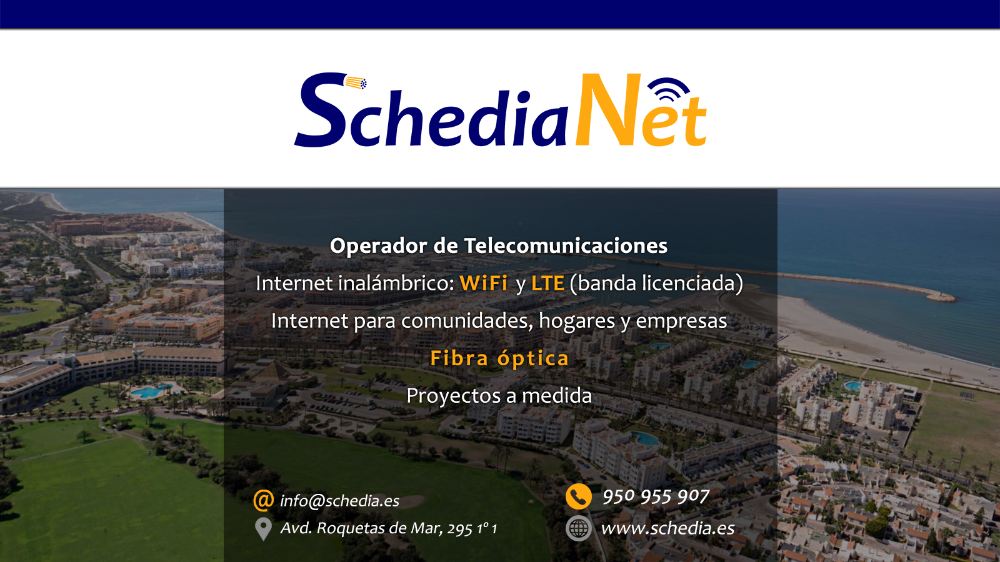 SchediaNet
Operador de Telecomunicaciones
Internet inalámbrico: WiFi y LTE (banda licenciada)
Internet para comunidades, hogares y empresas
Fibra óptica
Proyectos a medida
@ info@schedia.es
950 955 907
Avd. Roquetas de Mar, 295 1º 1
www.schedia.es